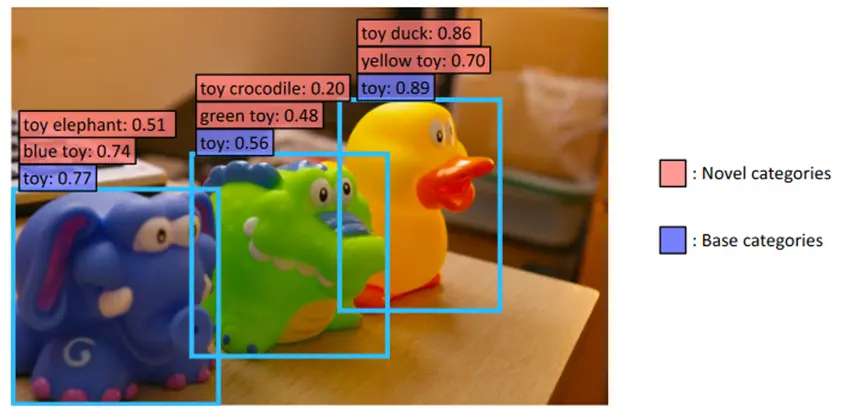 toy duck: 0.86
yellow toy: 0.70
toy: 0.89
toy crocodile: 0.20
green toy: 0.48
toy: 0.56
toy elephant: 0.51
blue toy: 0.74
toy: 0.77
: Novel categories
: Base categories